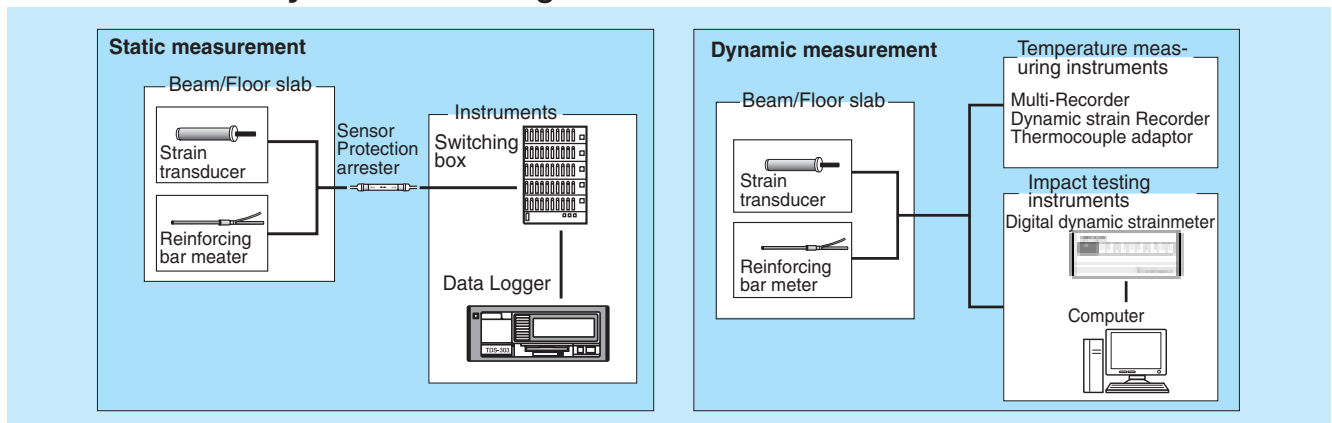 Static measurement
Beam/Floor slab
Strain
transducer
Reinforcing
bar meater
Sensor
Protection
arrester
Instruments
Switching
box
Data Logger
TDS-303
Dynamic measurement
Beam/Floor slab
Strain
transducer
Reinforcing
bar meter
Temperature meas-
uring instruments
Multi-Recorder
Dynamic strain Recorder
Thermocouple adaptor
Impact testing
instruments
Digital dynamic strainmeter
Computer